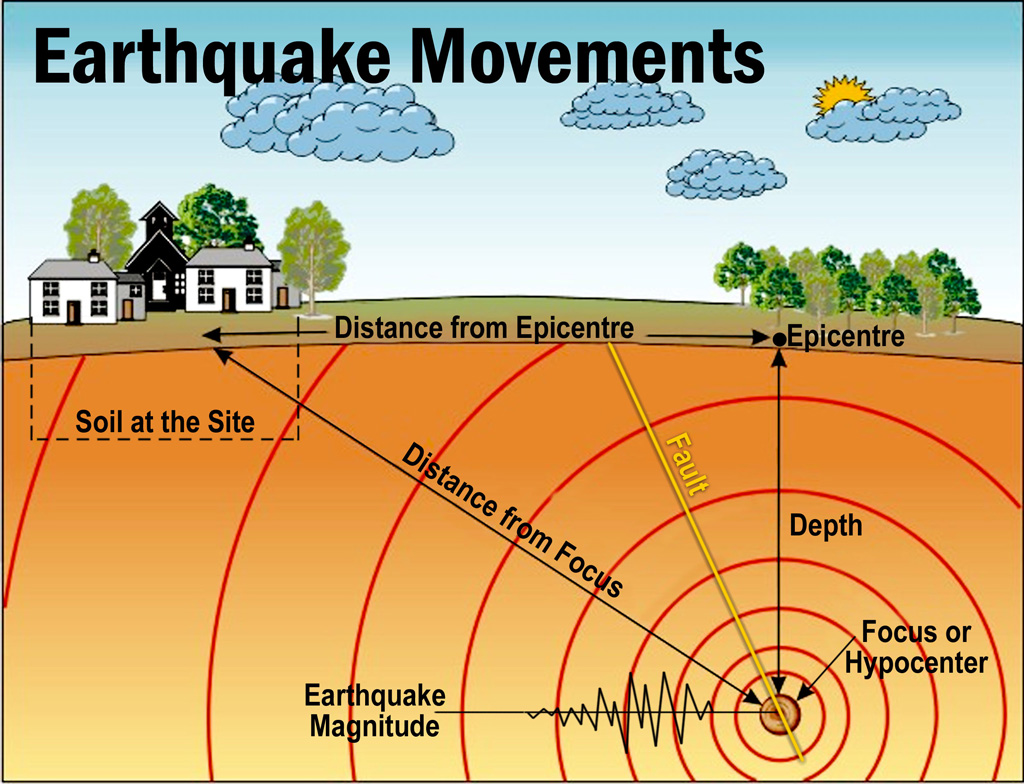 Earthquake Movements
Distance from Epicentre
Epicentre
Soil at the Site
Fault
Distance from Focus
Depth
Focus or
Hypocenter
Earthquake
Magnitude